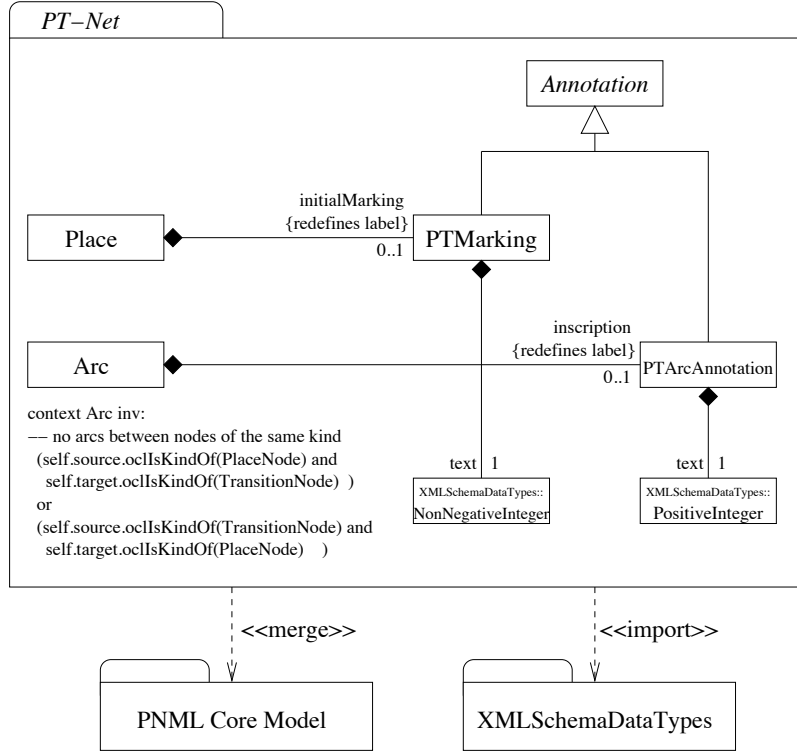 PT−Net
Annotation
initialMarking
{redefines label}
0..1
Place
PTMarking
inscription
{redefines label}
0..1
Arc
PTArcAnnotation
context Arc inv:
−− no arcs between nodes of the same kind
(self.source.oclIsKindOf(PlaceNode) and
self.target.oclIsKindOf(TransitionNode) )
or
(self.source.oclIsKindOf(TransitionNode) and
self.target.oclIsKindOf(PlaceNode) )
text 1
XMLSchemaDataTypes::
NonNegativeInteger
text 1
XMLSchemaDataTypes::
PositiveInteger
<<merge>>
<<import>>
PNML Core Model
XMLSchemaDataTypes